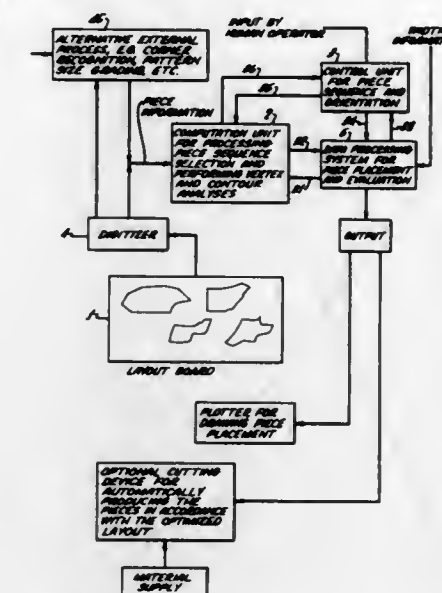 ALTERNATIVE EXTERNAL
PROCESS, E.G. CORNER
RECOGNITION, PATTERN
SIZE GRADING, ETC.
INPUT BY
HUMAN OPERATOR
CONTROL UNIT
FOR PIECE
SEQUENCE AND
ORIENTATION
PIECE
INFORMATION
COMPUTATION UNIT
FOR PROCESSING
PIECE SEQUENCE
SELECTION AND
PERFORMING VERTEX
AND CONTOUR
ANALYSES
DATA PROCESSING
SYSTEM FOR
PIECE PLACEMENT
AND EVALUATION
DIGITIZER
OUTPUT
LAYOUT BOARD
PLOTTER FOR
DRAWING PIECE
PLACEMENT
OPTIONAL CUTTING
DEVICE FOR
AUTOMATICALLY
PRODUCING THE
PIECES IN ACCORDANCE
WITH THE OPTIMIZED
LAYOUT
MATERIAL
SUPPLY